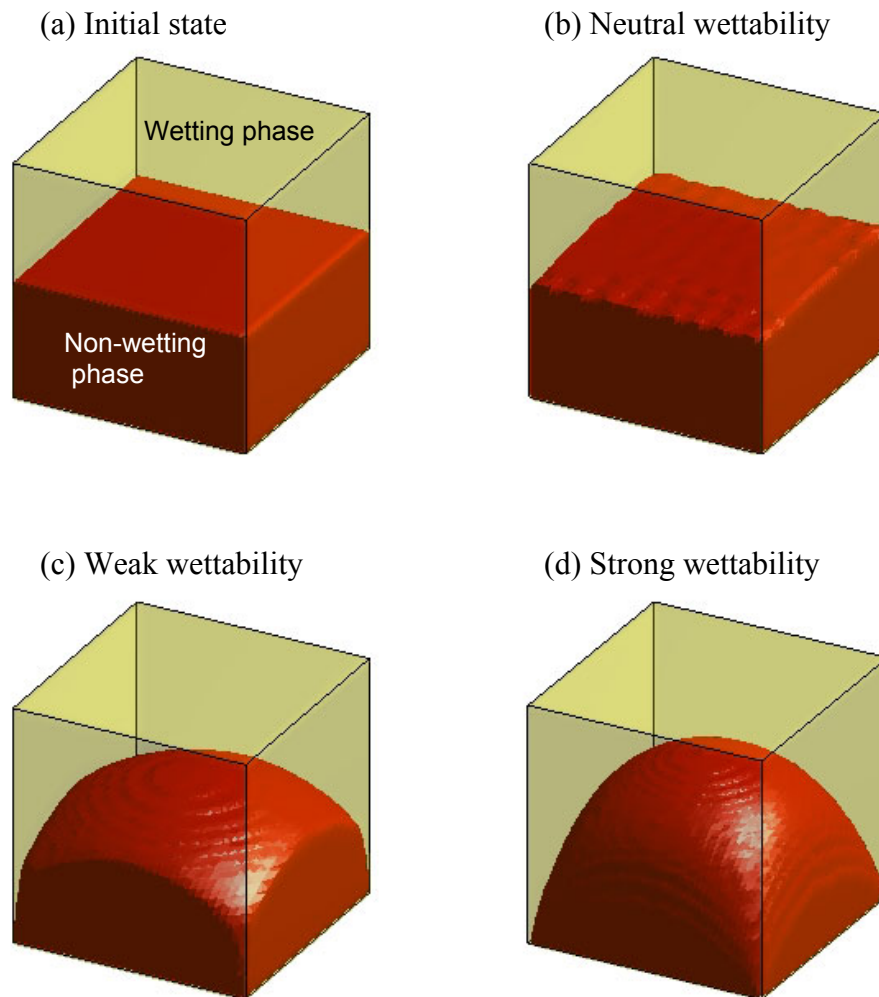 (a) Initial state
(b) Neutral wettability
Wetting phase
Non-wetting
phase
(c) Weak wettability
(d) Strong wettability